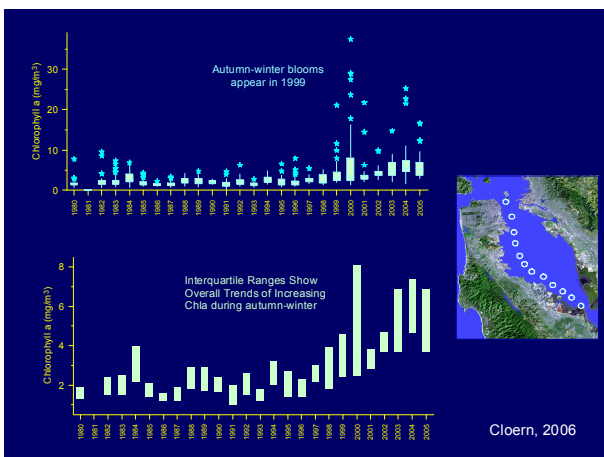 Autumn-winter blooms
appear in 1999
Chlorophyll a (mg/m3)
30
20
10
0
1980 1981 1982 1983 1984 1985 1986 1987 1988 1989 1990 1991 1992 1993 1994 1995 1996 1997 1998 1999 2000 2001 2002 2003 2004 2005
Interquartile Ranges Show
Overall Trends of Increasing
Chla during autumn-winter
Chlorophyll a (mg/m3)
8
6
4
2
1980 1981 1982 1983 1984 1985 1986 1987 1988 1989 1990 1991 1992 1993 1994 1995 1996 1997 1998 1999 2000 2001 2002 2003 2004 2005
Cloern, 2006